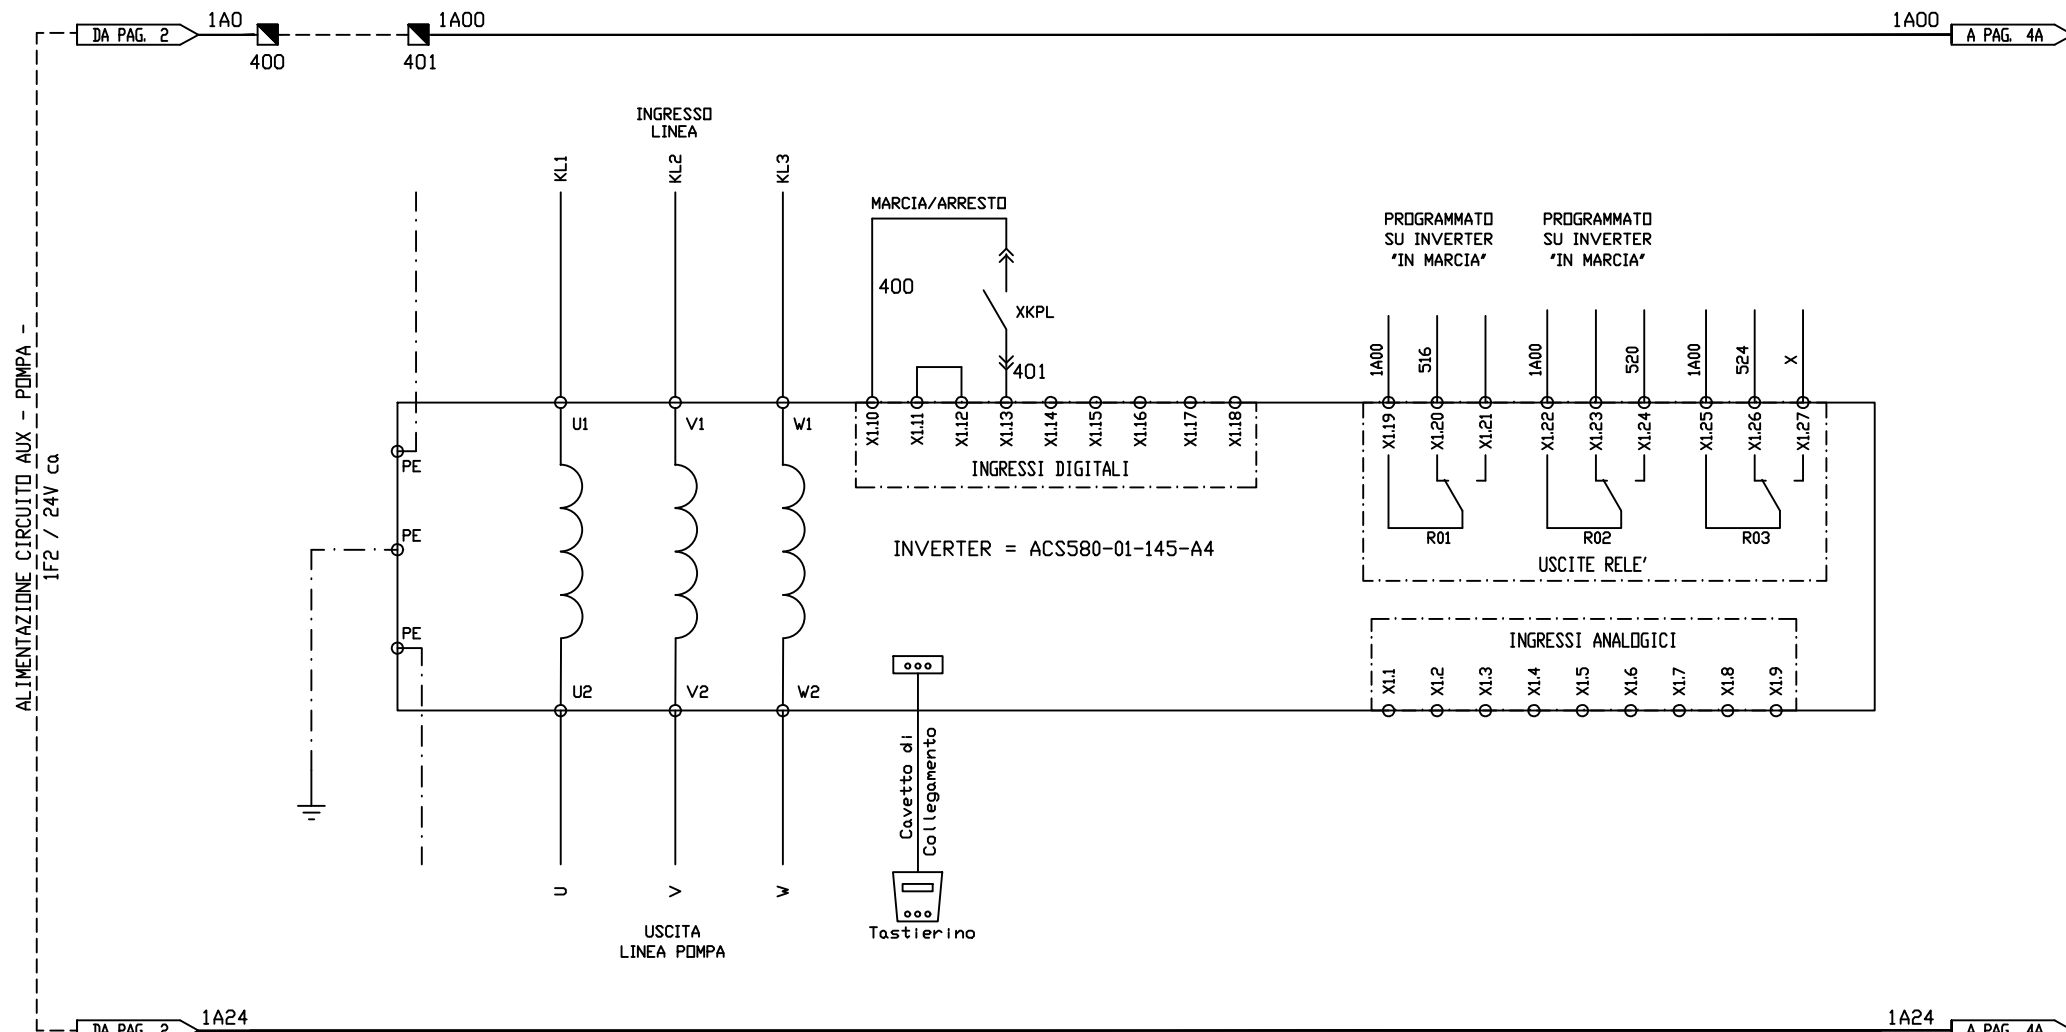 DA PAG. 2
1A0
400
401
1A00
1A00
A PAG. 4A
ALIMENTAZIONE CIRCUITO AUX - POMPA -
1F2 / 24V ca
INGRESSO
LINEA
KL1
KL2
KL3
MARCIA/ARRESTO
400
XKPL
401
PROGRAMMATO
SU INVERTER
"IN MARCIA"
PROGRAMMATO
SU INVERTER
"IN MARCIA"
1A00
516
1A00
520
1A00
524
X
U1
V1
W1
X1.10
X1.11
X1.12
X1.13
X1.14
X1.15
X1.16
X1.17
X1.18
INGRESSI DIGITALI
X1.19
X1.20
X1.21
X1.22
X1.23
X1.24
X1.25
X1.26
X1.27
R01
R02
R03
USCITE RELE'
PE
PE
PE
INVERTER = ACS580-01-145-A4
INGRESSI ANALOGICI
X1.1
X1.2
X1.3
X1.4
X1.5
X1.6
X1.7
X1.8
X1.9
U2
V2
W2
Cavetto di
Collegamento
U
V
W
USCITA
LINEA POMPA
Tastierino
DA PAG. 2
1A24
1A24
A PAG. 4A